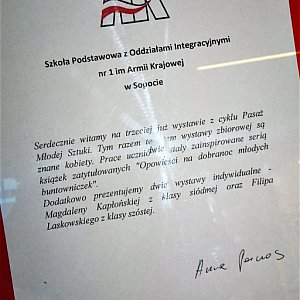 Szkoła Podstawowa z Oddziałami Integracyjnymi
nr 1 im Armii Krajowej
w Sopocie
Serdecznie witamy na trzeciej już wystawie z cyklu Pasaż
Młodej Sztuki. Tym razem tematem wystawy zbiorowej są
znane kobiety. Prace uczniów stały zainspirowane serią
książek zatytułowanych "Opowieści na dobranoc młodych
buntowniczek".
Dodatkowo prezentujemy dwie wystawy indywidualne -
Magdaleny Kapłońskiej z klasy siódmej oraz Filipa
Laskowskiego z klasy szóstej.
Anna